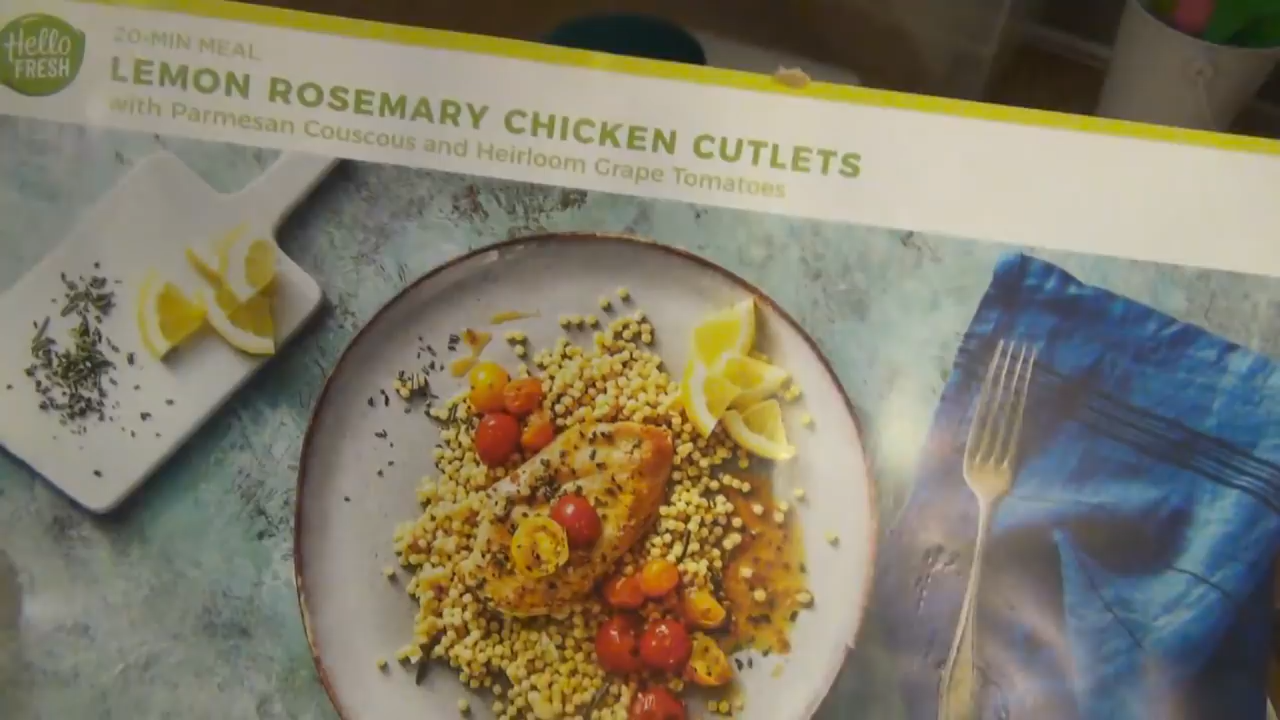 Hello
FRESH
20-MIN MEAL
LEMON ROSEMARY CHICKEN CUTLETS
with Parmesan Couscous and Heirloom Grape Tomatoes